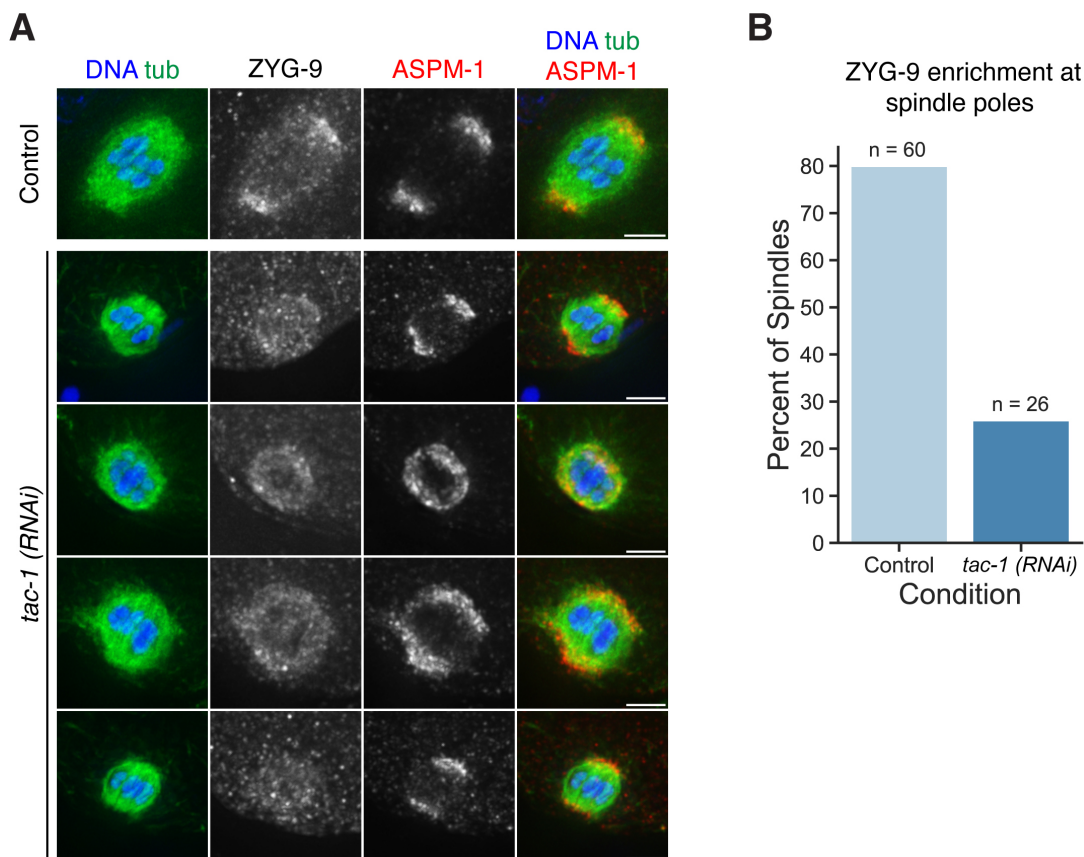 A
DNA tub
ZYG-9
ASPM-1
DNA tub
ASPM-1
Control
tac-1 (RNAi)
B
ZYG-9 enrichment at
spindle poles
Percent of Spindles
80
70
60
50
40
30
20
10
0
n = 60
n = 26
Control
tac-1 (RNAi)
Condition